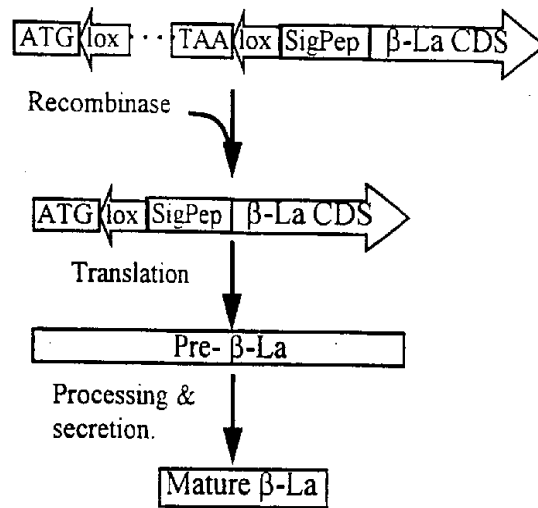 ATG lox ··· TAA lox SigPep β-La CDS
Recombinase
ATG lox SigPep β-La CDS
Translation
Pre- β-La
Processing &
secretion.
Mature β-La